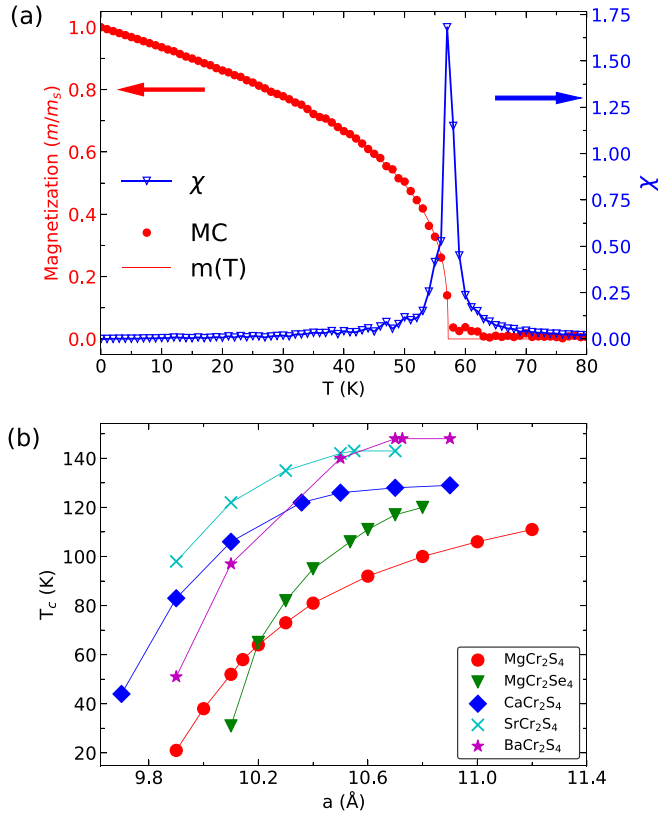 (a)
1.0
0.8
0.6
0.4
0.2
0.0
Magnetization (m/mₛ)
χ
MC
m(T)
1.75
1.50
1.25
1.00
0.75
0.50
0.25
0.00
χ
0 10 20 30 40 50 60 70 80
T (K)
(b)
140
120
100
80
60
40
20
T_c (K)
MgCr₂S₄
MgCr₂Se₄
CaCr₂S₄
SrCr₂S₄
BaCr₂S₄
9.8 10.2 10.6 11.0 11.4
a (Å)